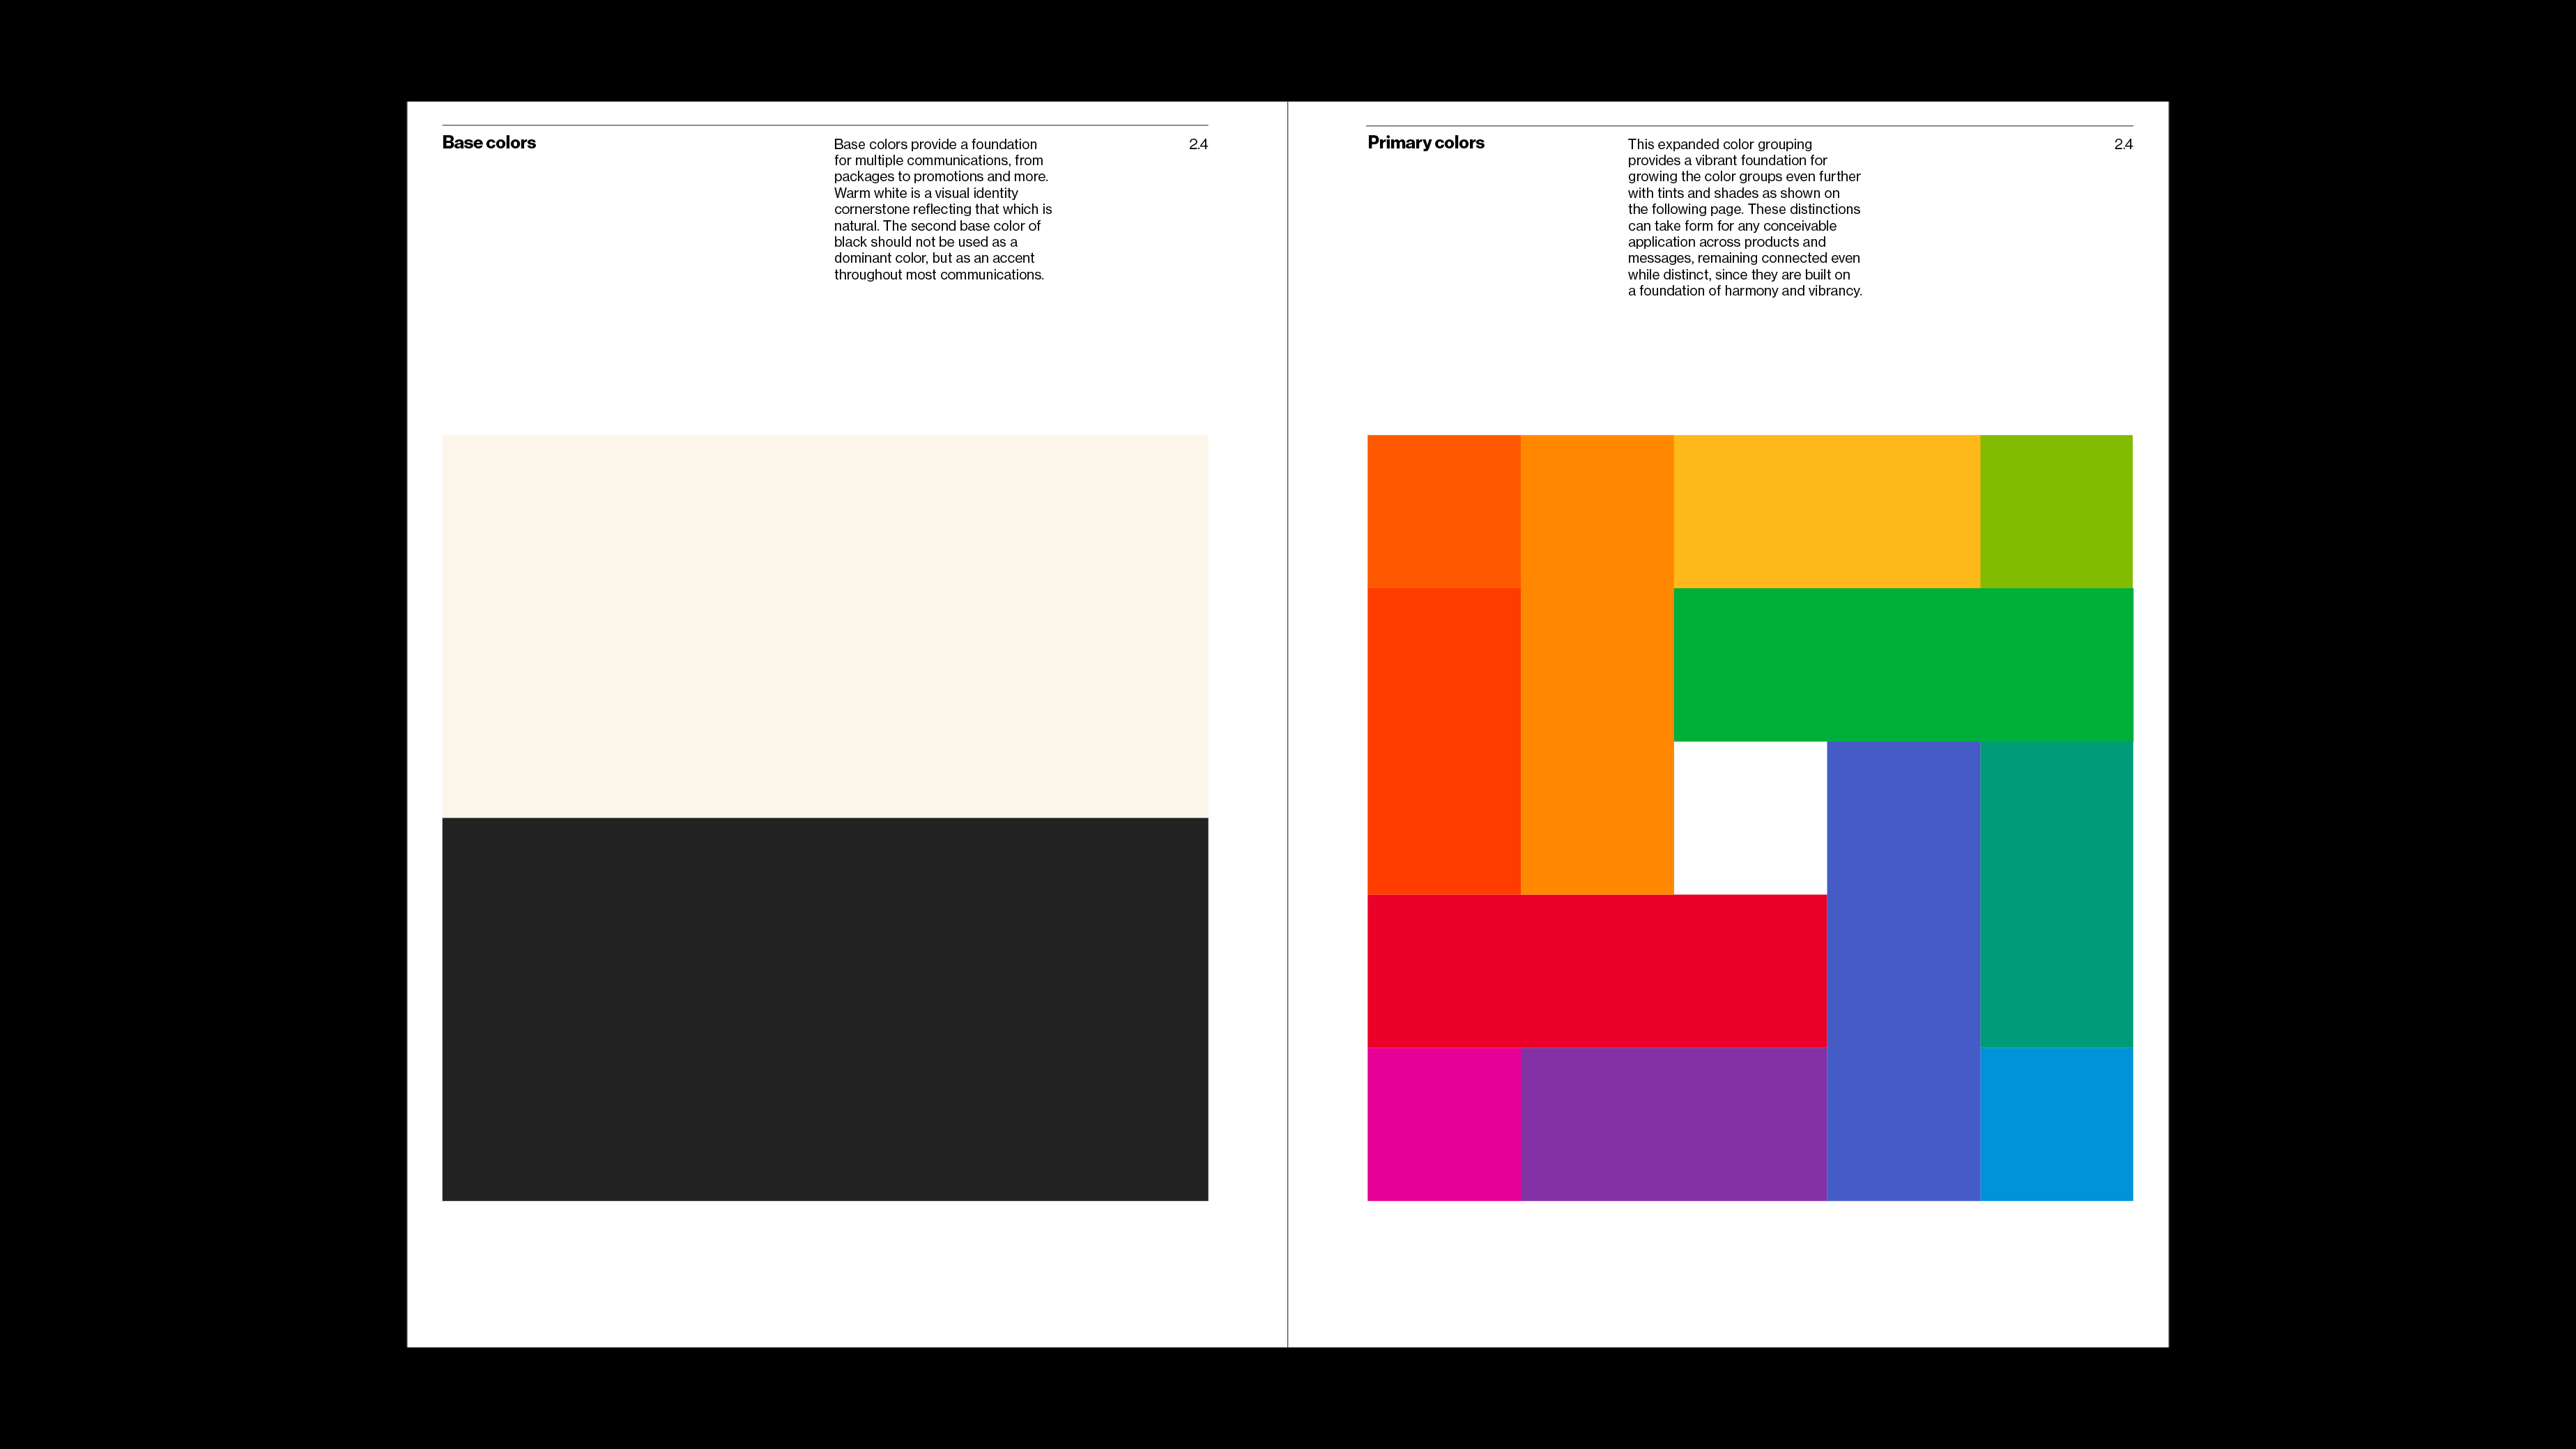 Base colors
Base colors provide a foundation
for multiple communications, from
packages to promotions and more.
Warm white is a visual identity
cornerstone reflecting that which is
natural. The second base color of
black should not be used as a
dominant color, but as an accent
throughout most communications.
2.4
Primary colors
This expanded color grouping
provides a vibrant foundation for
growing the color groups even further
with tints and shades as shown on
the following page. These distinctions
can take form for any conceivable
application across products and
messages, remaining connected even
while distinct, since they are built on
a foundation of harmony and vibrancy.
2.4